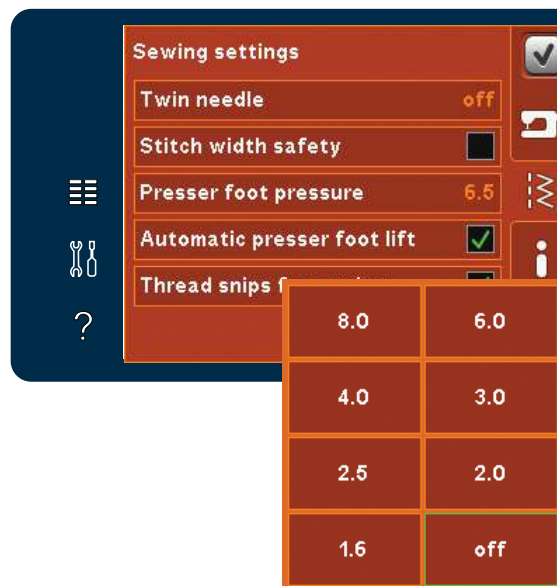 Sewing settings
Twin needle off
Stitch width safety
Presser foot pressure 6.5
Automatic presser foot lift
Thread snips
8.0 6.0
4.0 3.0
2.5 2.0
1.6 off
?